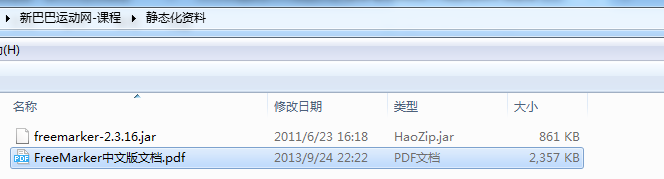 新巴巴运动网-课程 静态化资料
(H)
名称 修改日期 类型 大小
freemarker-2.3.16.jar 2011/6/23 16:18 HaoZip.jar 861 KB
FreeMarker中文版文档.pdf 2013/9/24 22:22 PDF文档 2,357 KB